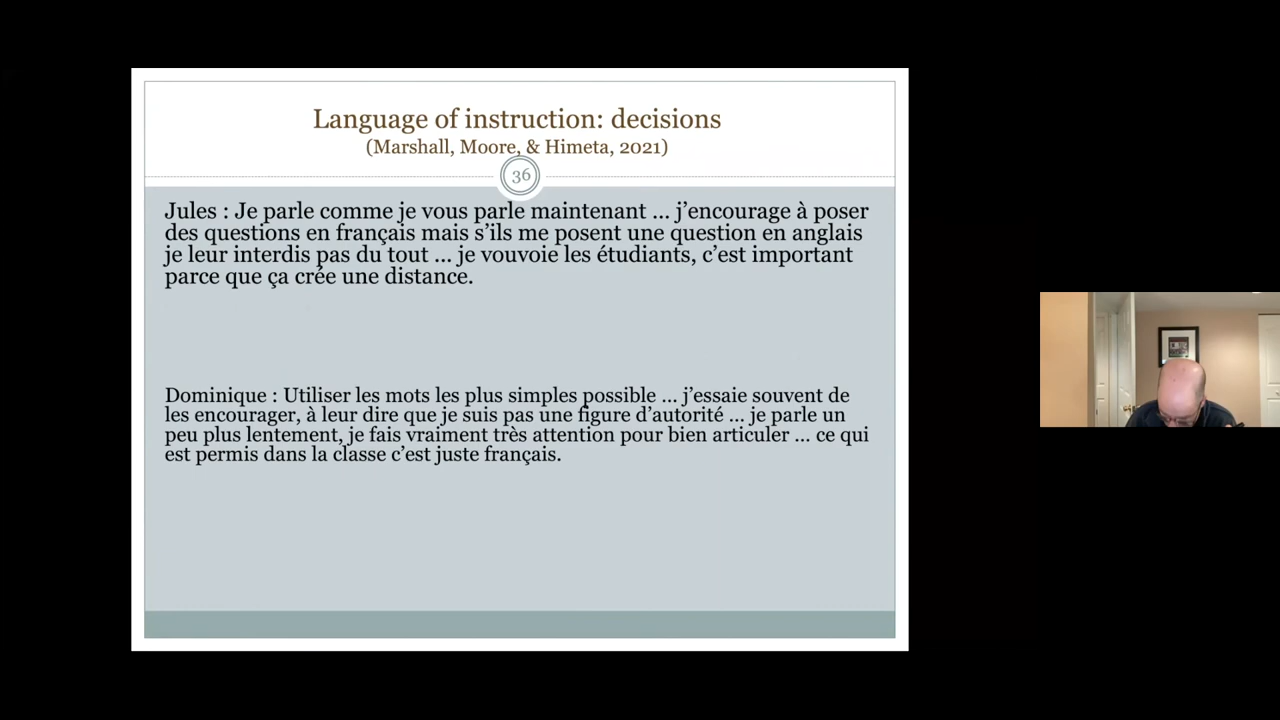 Language of instruction: decisions
(Marshall, Moore, & Himeta, 2021)
36
Jules : Je parle comme je vous parle maintenant … j’encourage à poser
des questions en français mais s’ils me posent une question en anglais
je leur interdis pas du tout … je vouvoie les étudiants, c’est important
parce que ça crée une distance.
Dominique : Utiliser les mots les plus simples possible … j’essaie souvent de
les encourager, à leur dire que je suis pas une figure d’autorité … je parle un
peu plus lentement, je fais vraiment très attention pour bien articuler … ce qui
est permis dans la classe c’est juste français.